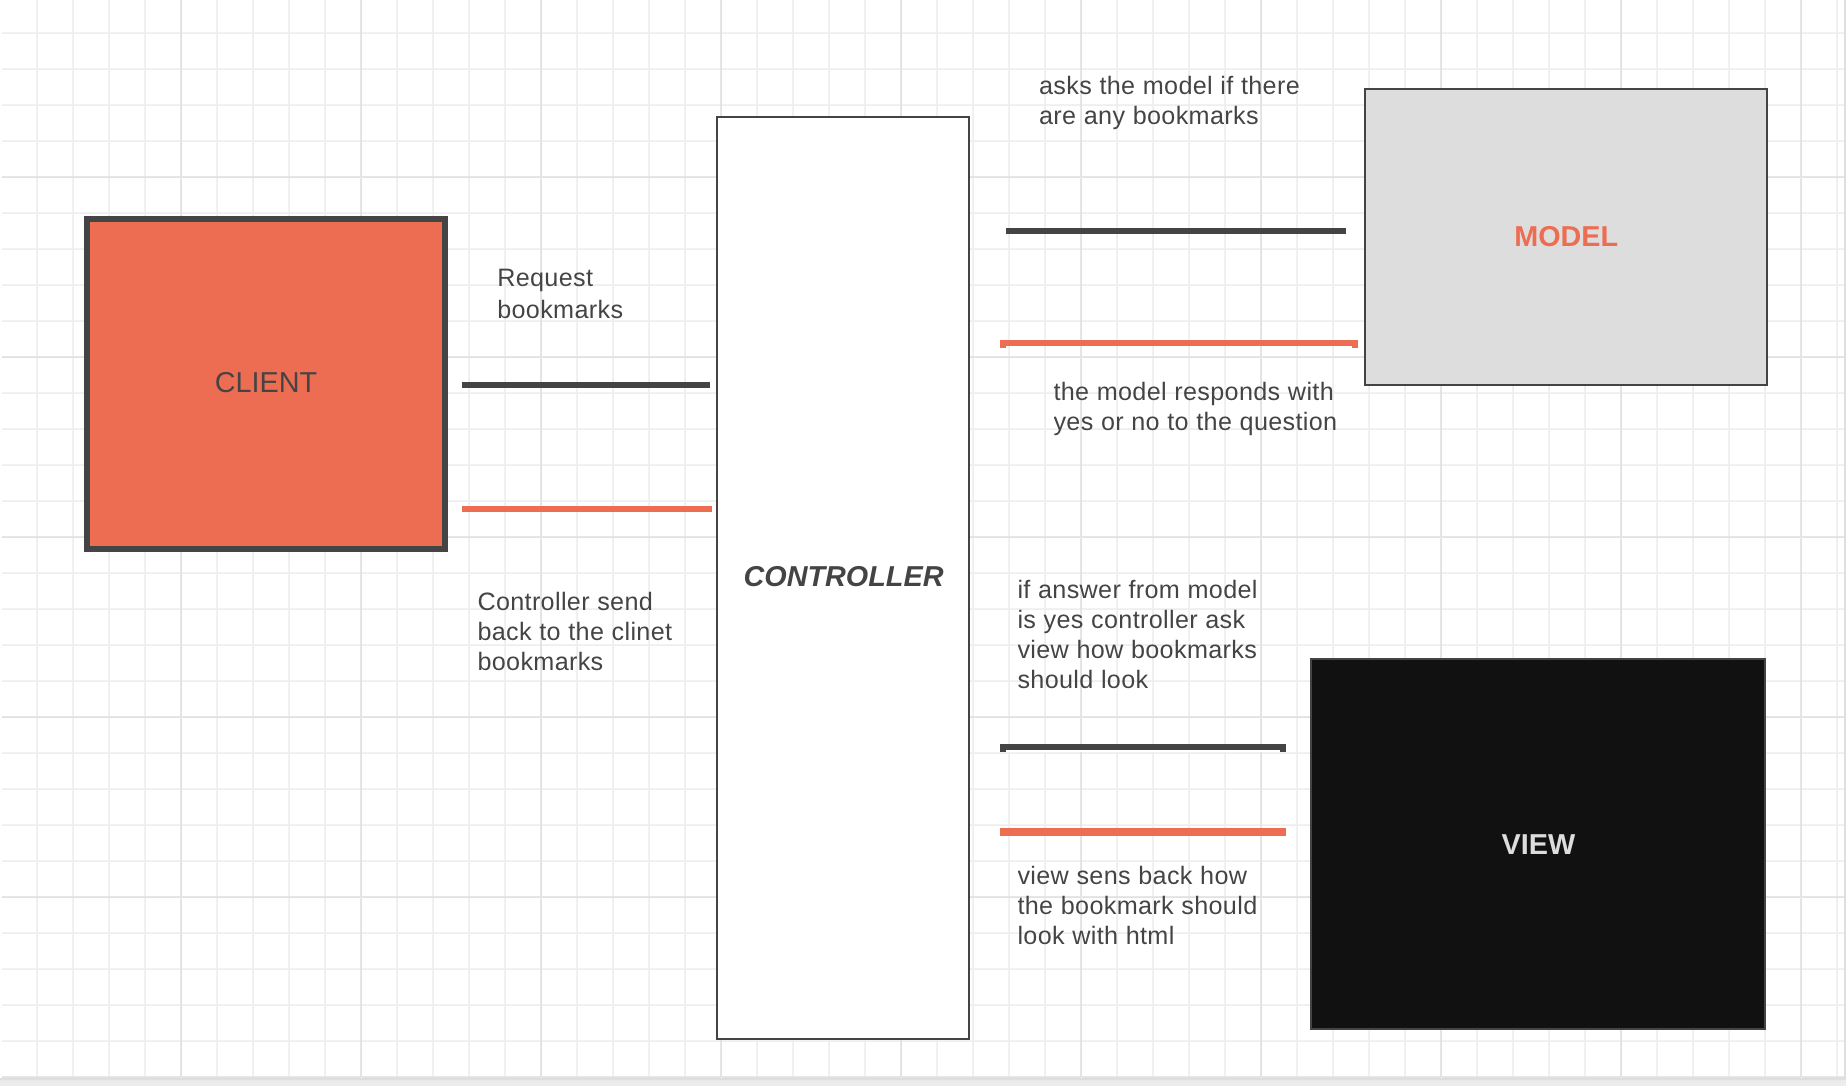 asks the model if there
are any bookmarks
MODEL
Request
bookmarks
CLIENT
the model responds with
yes or no to the question
CONTROLLER
Controller send
back to the clinet
bookmarks
if answer from model
is yes controller ask
view how bookmarks
should look
VIEW
view sens back how
the bookmark should
look with html